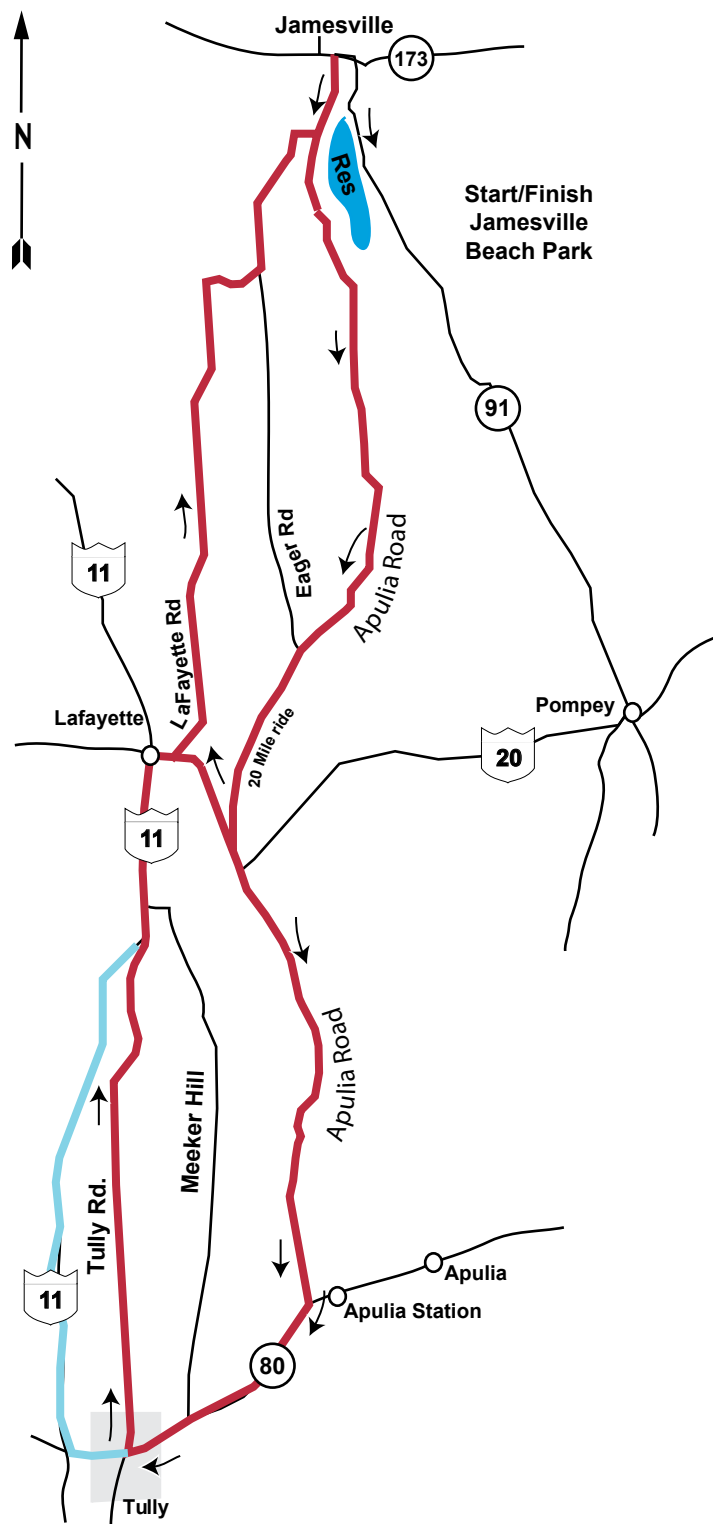 Jamesville
173
N
Res
Start/Finish
Jamesville
Beach Park
91
11
Eager Rd
Apulia Road
LaFayette Rd
Lafayette
Pompey
20 Mile ride
20
11
Apulia Road
Meeker Hill
Tully Rd.
Apulia
11
Apulia Station
80
Tully